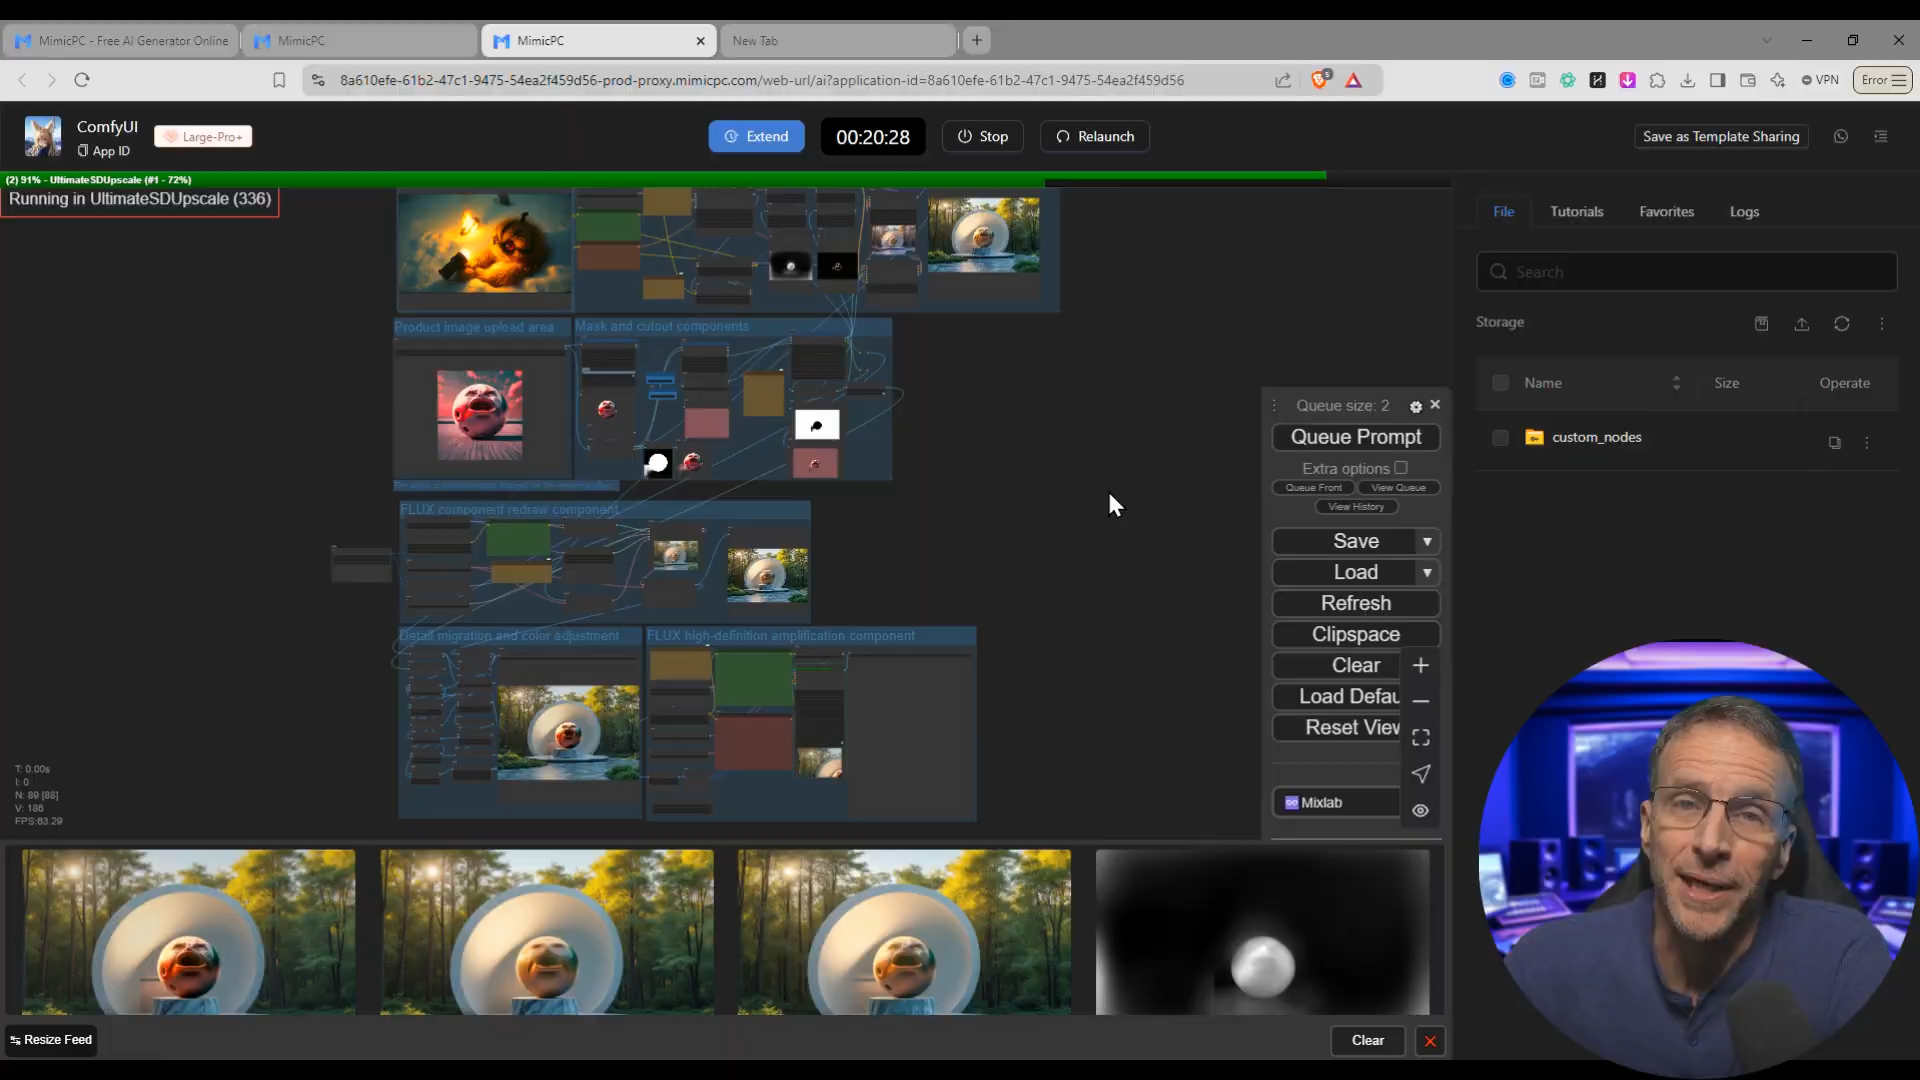 MimicPC - Free AI Generator Online
MimicPC
MimicPC
New Tab
8a610efe-61b2-47c1-9475-54ea2f459d56-prod-proxy.mimicpc.com/web-url/ai?application-id=8a610efe-61b2-47c1-9475-54ea2f459d56
5
VPN
Error
ComfyUI
App ID
Large-Pro+
Extend
00:20:28
Stop
Relaunch
Save as Template Sharing
(2) 91% - UltimateSDUpscale (#1 - 72%)
Running in UltimateSDUpscale (336)
File
Tutorials
Favorites
Logs
Search
Storage
Name
Size
Operate
custom_nodes
Product image upload area
Mask and cutout components
FLUX component redraw component
Detail migration and color adjustment
FLUX high-definition amplification component
Queue size: 2
Queue Prompt
Extra options
Queue Front
View Queue
View History
Save
Load
Refresh
Clipspace
Clear
Load Defau
Reset View
Mixlab
T: 0.00s
I: 0
N: 89 [88]
V: 186
FPS:63.29
Resize Feed
Clear